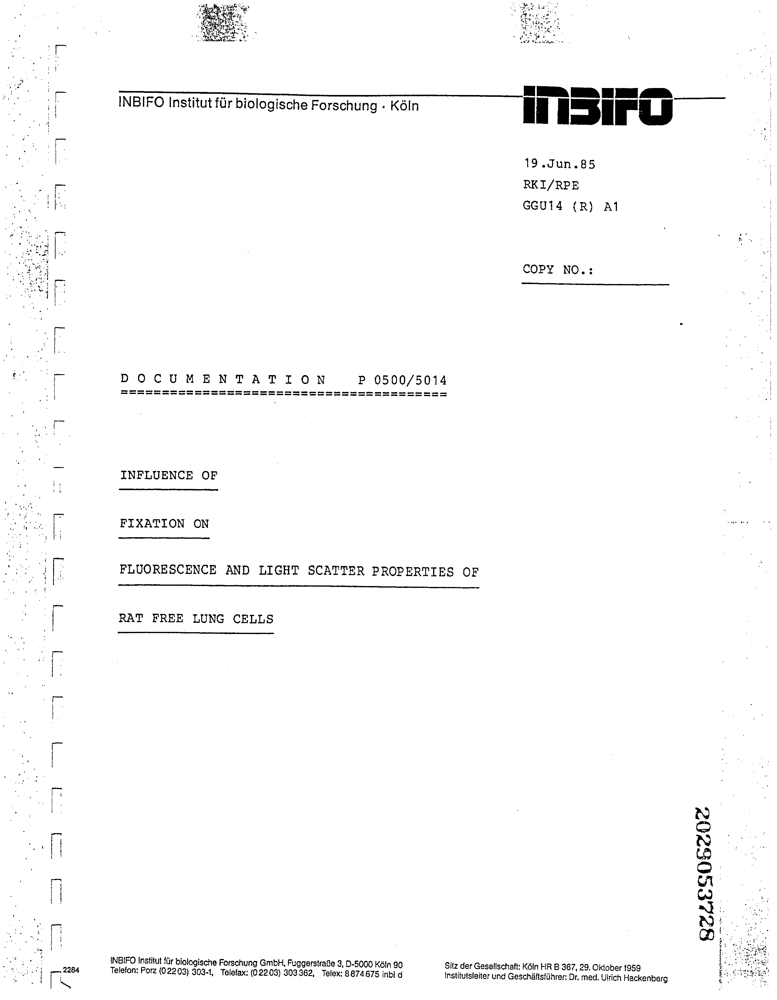 INBIFO Institut für biologische Forschung · Köln
INBIFO
19.Jun.85
RKI/RPE
GGU14 (R) A1
COPY NO.:
D O C U M E N T A T I O N P 0500/5014
========================================
INFLUENCE OF
FIXATION ON
FLUORESCENCE AND LIGHT SCATTER PROPERTIES OF
RAT FREE LUNG CELLS
2029053728
2284
INBIFO Institut für biologische Forschung GmbH, Fuggerstraße 3, D-5000 Köln 90
Telefon: Porz (02203) 303-1, Telefax: (02203) 303362, Telex: 8874675 inbi d
Sitz der Gesellschaft: Köln HR B 367, 29. Oktober 1959
Institutsleiter und Geschäftsführer: Dr. med. Ulrich Hackenberg